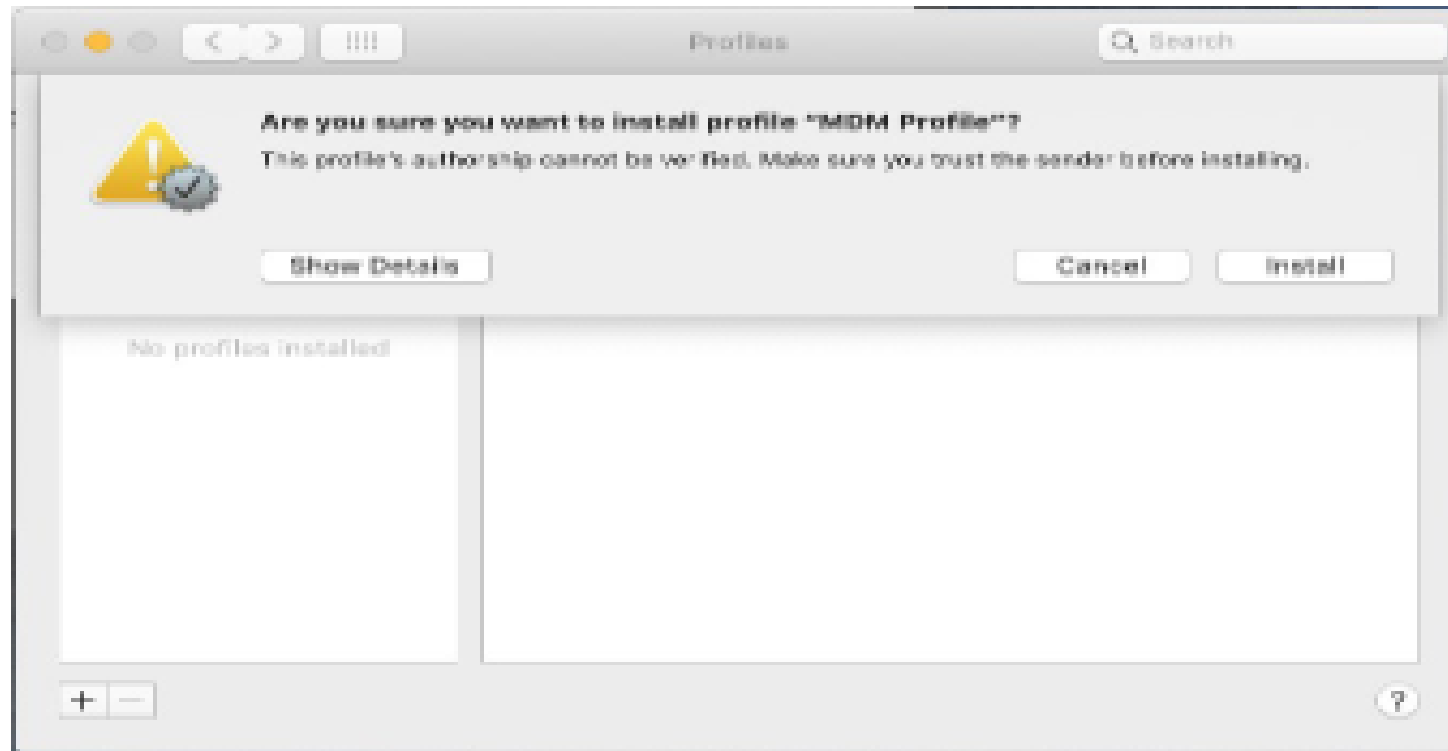 Profiles
Search
Are you sure you want to install profile "MDM Profile"?
This profile's authorship cannot be verified. Make sure you trust the sender before installing.
Show Details
Cancel
Install
No profiles installed
+
−
?